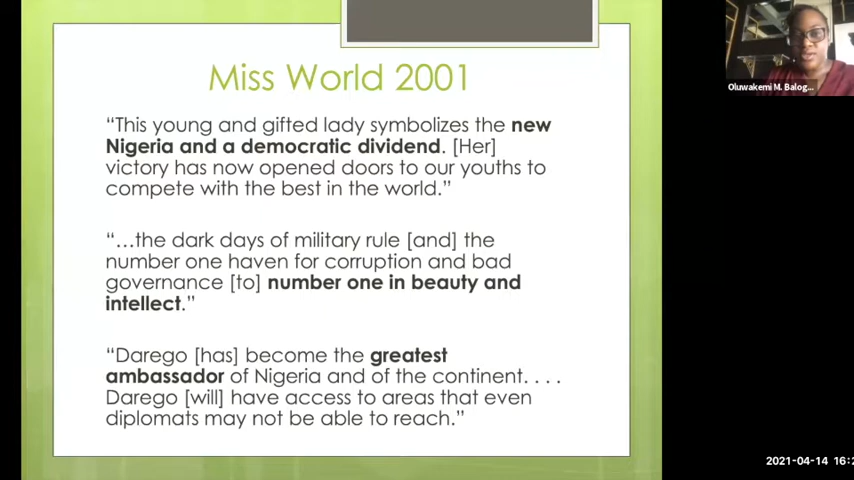 Miss World 2001
“This young and gifted lady symbolizes the new
Nigeria and a democratic dividend. [Her]
victory has now opened doors to our youths to
compete with the best in the world.”
“…the dark days of military rule [and] the
number one haven for corruption and bad
governance [to] number one in beauty and
intellect.”
“Darego [has] become the greatest
ambassador of Nigeria and of the continent. . . .
Darego [will] have access to areas that even
diplomats may not be able to reach.”
Oluwakemi M. Balog...
2021-04-14 16:2